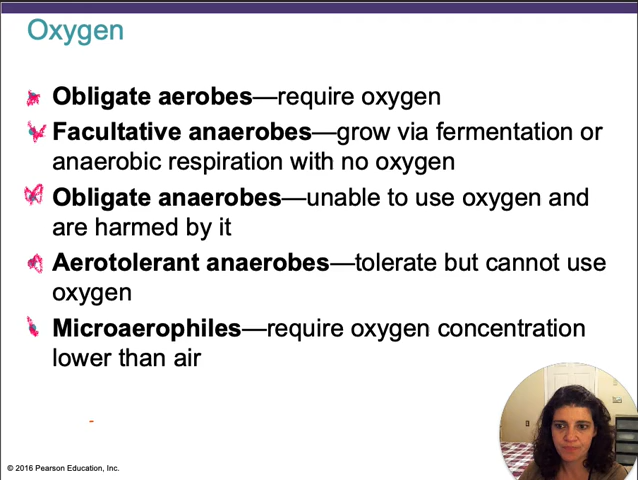 Oxygen
Obligate aerobes—require oxygen
Facultative anaerobes—grow via fermentation or
anaerobic respiration with no oxygen
Obligate anaerobes—unable to use oxygen and
are harmed by it
Aerotolerant anaerobes—tolerate but cannot use
oxygen
Microaerophiles—require oxygen concentration
lower than air
© 2016 Pearson Education, Inc.